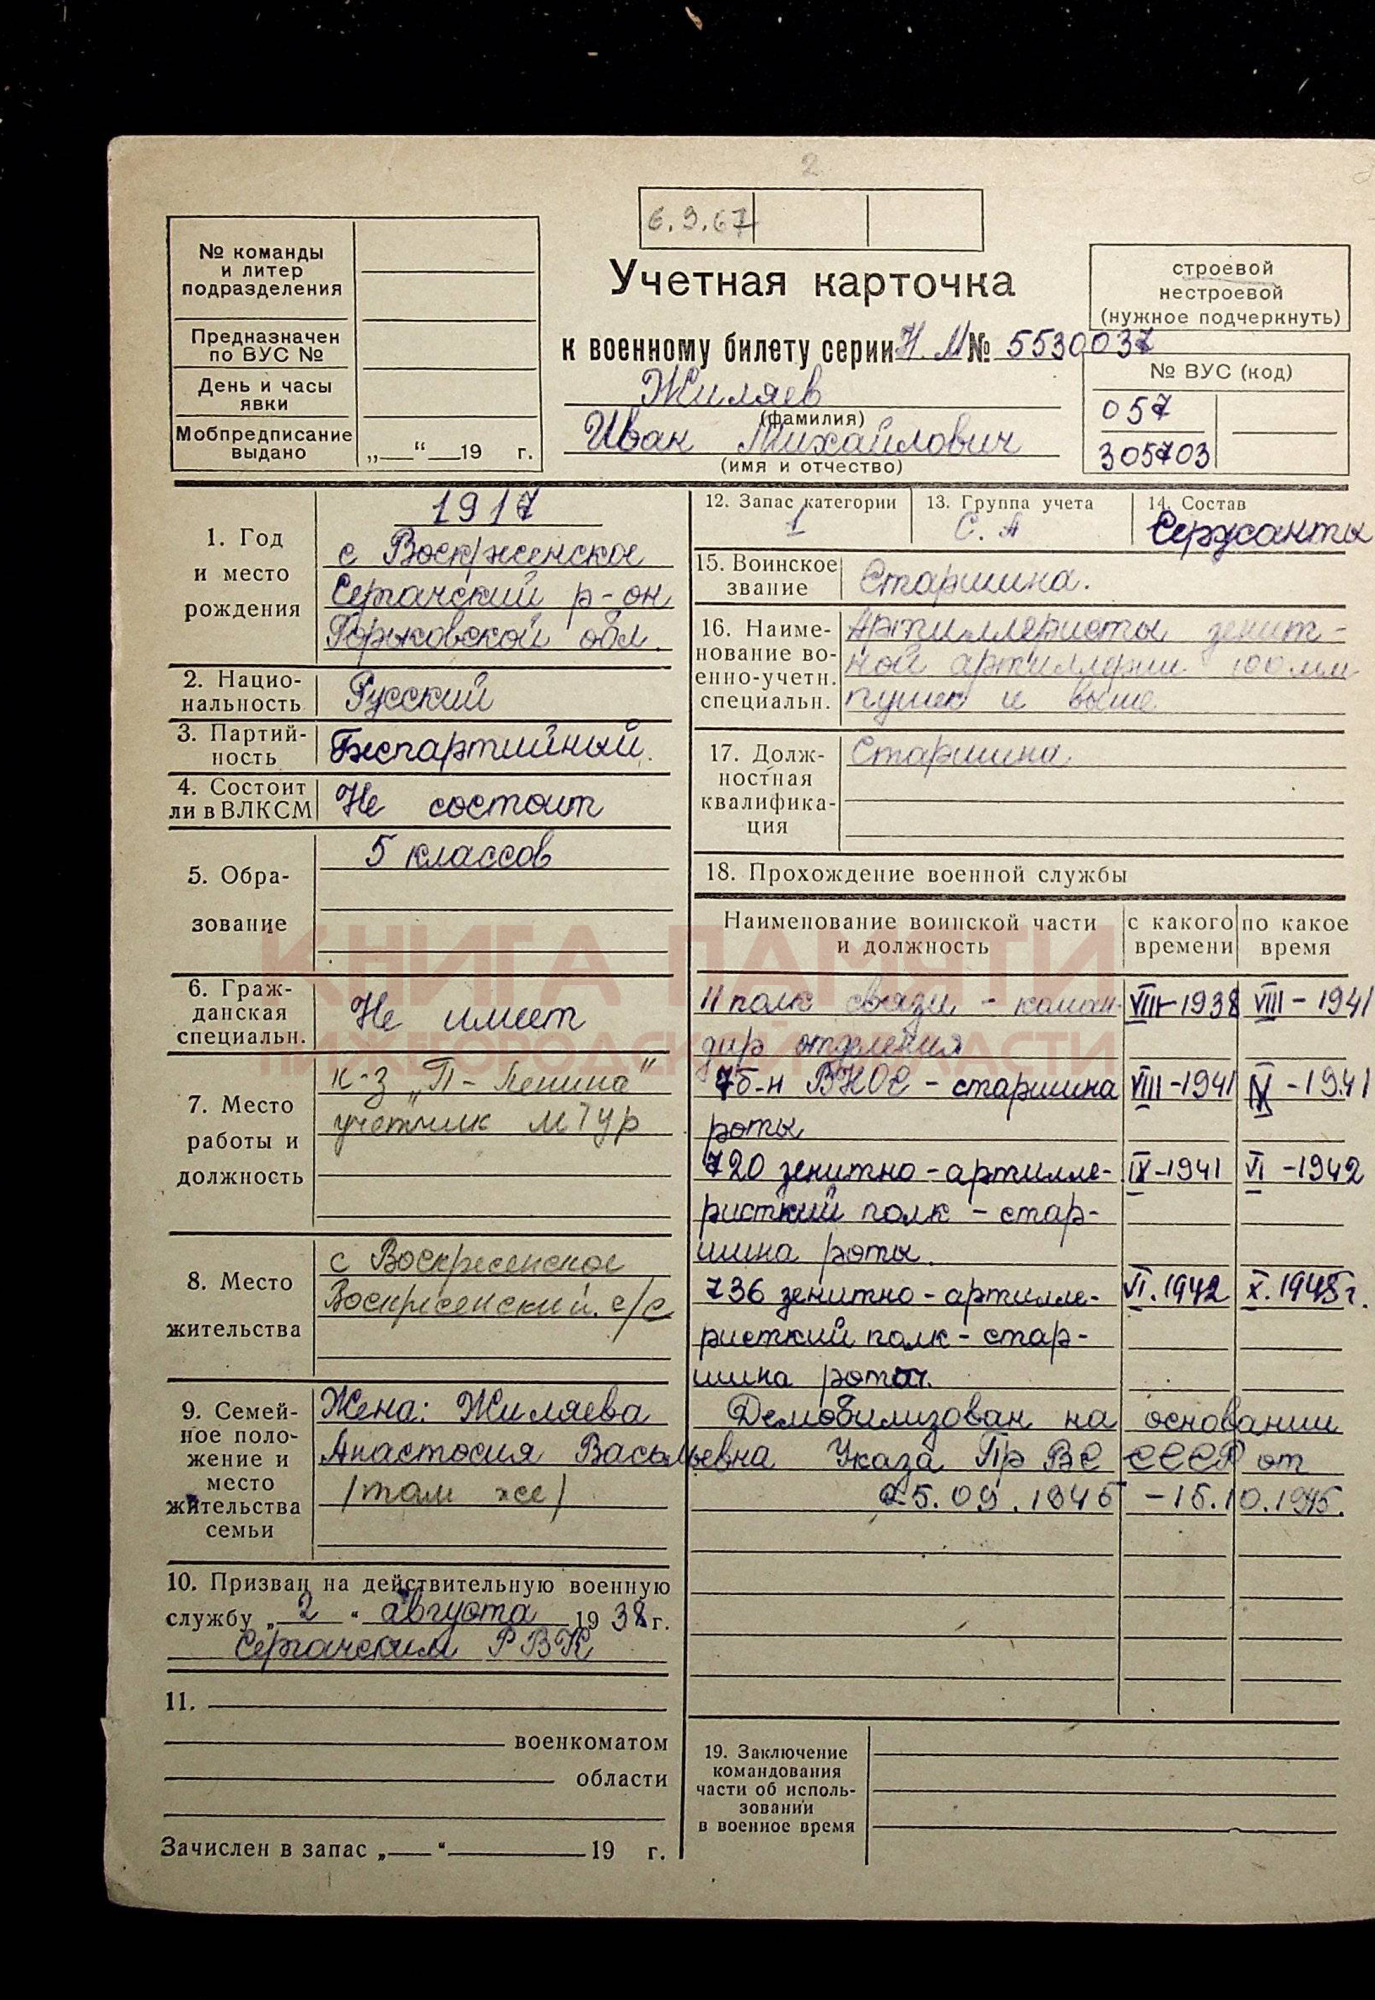 2
6.9.67
№ команды
и литер
подразделения
Предназначен
по ВУС №
День и часы
явки
Мобпредписание
выдано
„ “ 19 г.
Учетная карточка
к военному билету серии Н. М № 5530037
Жиляев
(фамилия)
Иван Михайлович
(имя и отчество)
строевой
нестроевой
(нужное подчеркнуть)
№ ВУС (код)
057
305703
1. Год
и место
рождения
1917
с Воскресенское
Сергачский р-он
Горьковской обл.
2. Нацио-
нальность
Русский
3. Партий-
ность
Беспартийный.
4. Состоит
ли в ВЛКСМ
Не состоит
5. Обра-
зование
5 классов
6. Граж-
данская
специальн.
Не имеет
7. Место
работы и
должность
к-з „П-Ленина“
учетчик МТУР
8. Место
жительства
с Воскресенское
Воскресенский с/с
9. Семей-
ное поло-
жение и
место
жительства
семьи
Жена: Жиляева
Анастосия Васильевна
/там же/
10. Призван на действительную военную
службу „ 2 “ августа 1938 г.
Сергачским РВК
11.
военкоматом
области
Зачислен в запас „ “ 19 г.
12. Запас категории
1
13. Группа учета
С. А
14. Состав
Сержанты
15. Воинское
звание
Старшина.
16. Наиме-
нование во-
енно-учетн.
специальн.
Артиллеристы зенит-
ной артиллерии 100 мм
пушек и выше
17. Долж-
ностная
квалифика-
ция
Старшина
18. Прохождение военной службы
Наименование воинской части
и должность
с какого
времени
по какое
время
11 полк связи - коман- VIII-1938 VIII-1941
дир отделения
7 б-н ВНОС - старшина VIII-1941 IX-1941
роты
720 зенитно-артилле- IX-1941 VI-1942
ристкий полк - стар-
шина роты.
736 зенитно-артилле- VI.1942 X.1945г.
ристкий полк - стар-
шина роты.
Демобилизован на основании
Указа Пр ВС СССР от
25.09.1945 - 15.10.1945.
19. Заключение
командования
части об исполь-
зовании
в военное время
КНИГА ПАМЯТИ
НИЖЕГОРОДСКОЙ ОБЛАСТИ